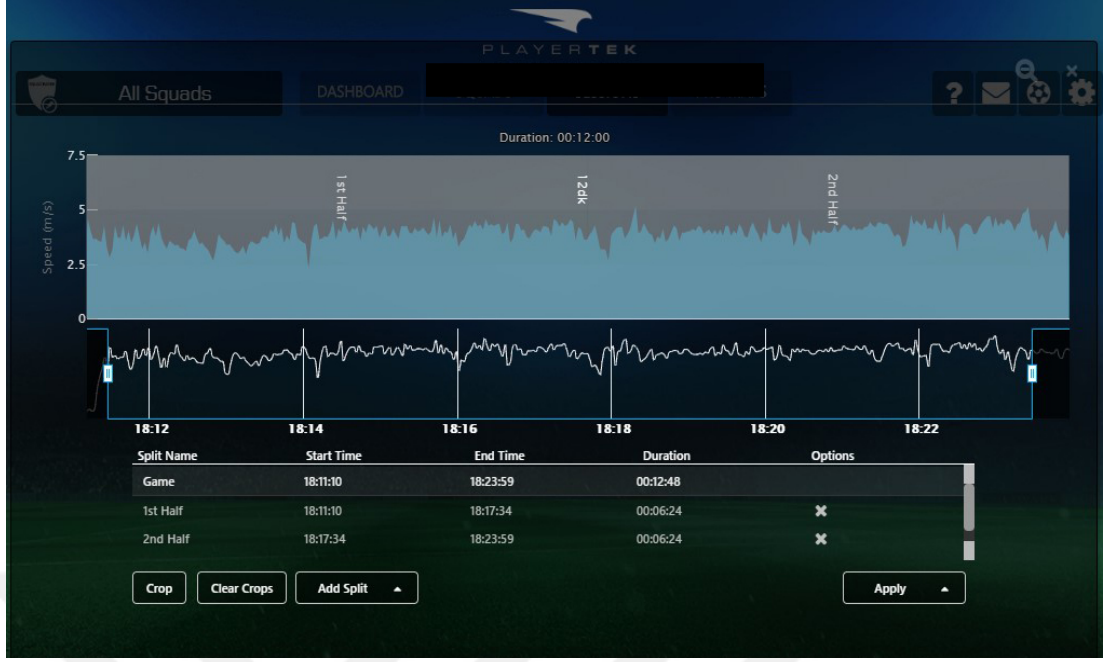 PLAYERTEK
All Squads DASHBOARD ?
Duration: 00:12:00
7.5
5
2.5
0
Speed (m/s)
1st Half 12dk 2nd Half
18:12 18:14 18:16 18:18 18:20 18:22
Split Name Start Time End Time Duration Options
Game 18:11:10 18:23:59 00:12:48
1st Half 18:11:10 18:17:34 00:06:24
2nd Half 18:17:34 18:23:59 00:06:24
Crop Clear Crops Add Split Apply